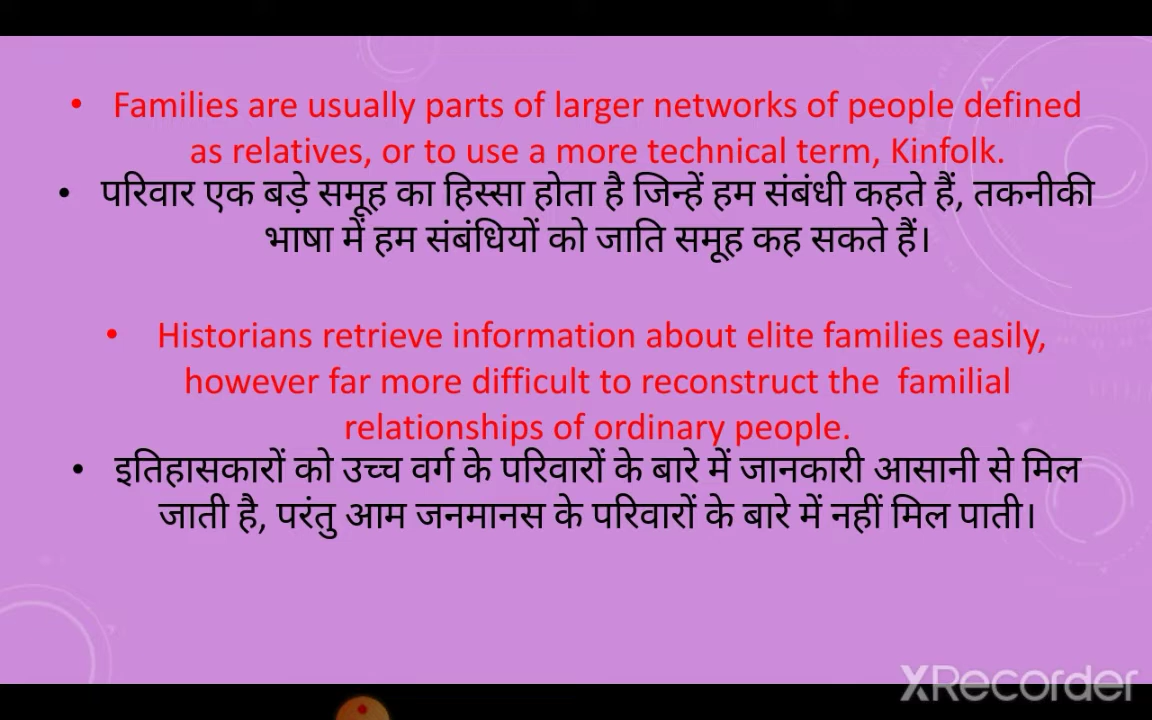 • Families are usually parts of larger networks of people defined
as relatives, or to use a more technical term, Kinfolk.
• परिवार एक बड़े समूह का हिस्सा होता है जिन्हें हम संबंधी कहते हैं, तकनीकी
भाषा में हम संबंधियों को जाति समूह कह सकते हैं।
• Historians retrieve information about elite families easily,
however far more difficult to reconstruct the familial
relationships of ordinary people.
• इतिहासकारों को उच्च वर्ग के परिवारों के बारे में जानकारी आसानी से मिल
जाती है, परंतु आम जनमानस के परिवारों के बारे में नहीं मिल पाती।
XRecorder